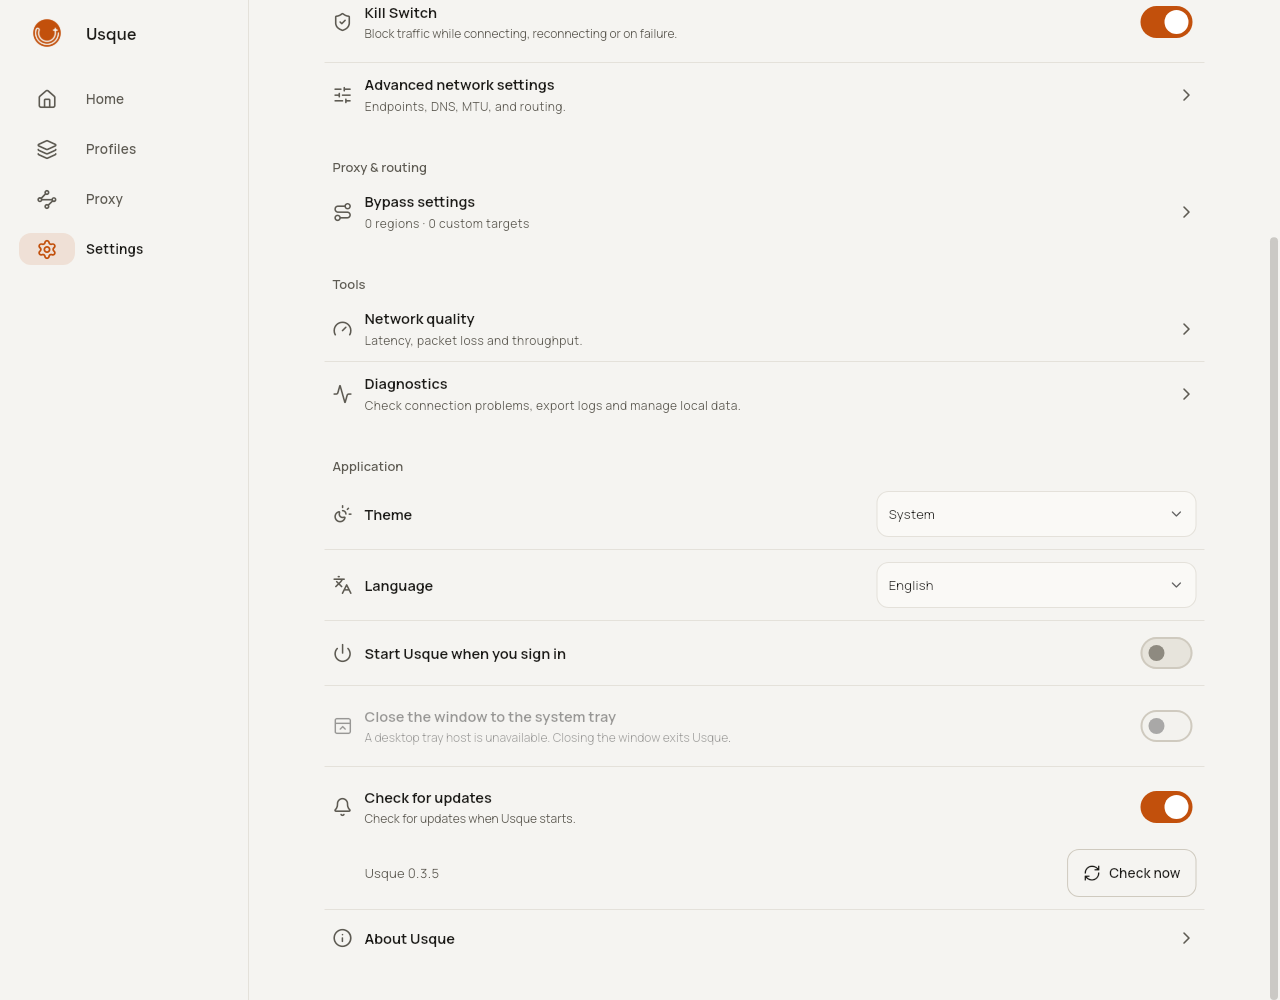 Usque
Home
Profiles
Proxy
Settings
Kill Switch
Block traffic while connecting, reconnecting or on failure.
Advanced network settings
Endpoints, DNS, MTU, and routing.
Proxy & routing
Bypass settings
0 regions · 0 custom targets
Tools
Network quality
Latency, packet loss and throughput.
Diagnostics
Check connection problems, export logs and manage local data.
Application
Theme
System
Language
English
Start Usque when you sign in
Close the window to the system tray
A desktop tray host is unavailable. Closing the window exits Usque.
Check for updates
Check for updates when Usque starts.
Usque 0.3.5
Check now
About Usque